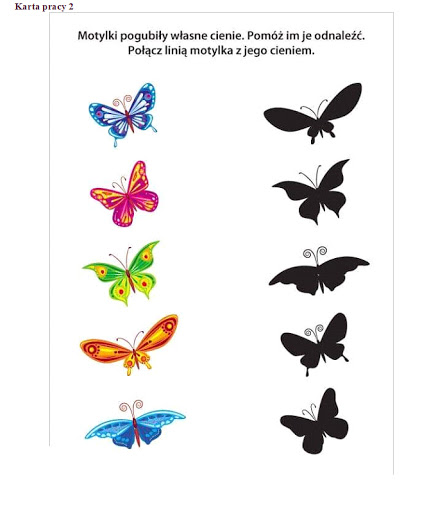 Karta pracy 2
Motylki pogubiły własne cienie. Pomóż im je odnaleźć.
Połącz linią motylka z jego cieniem.